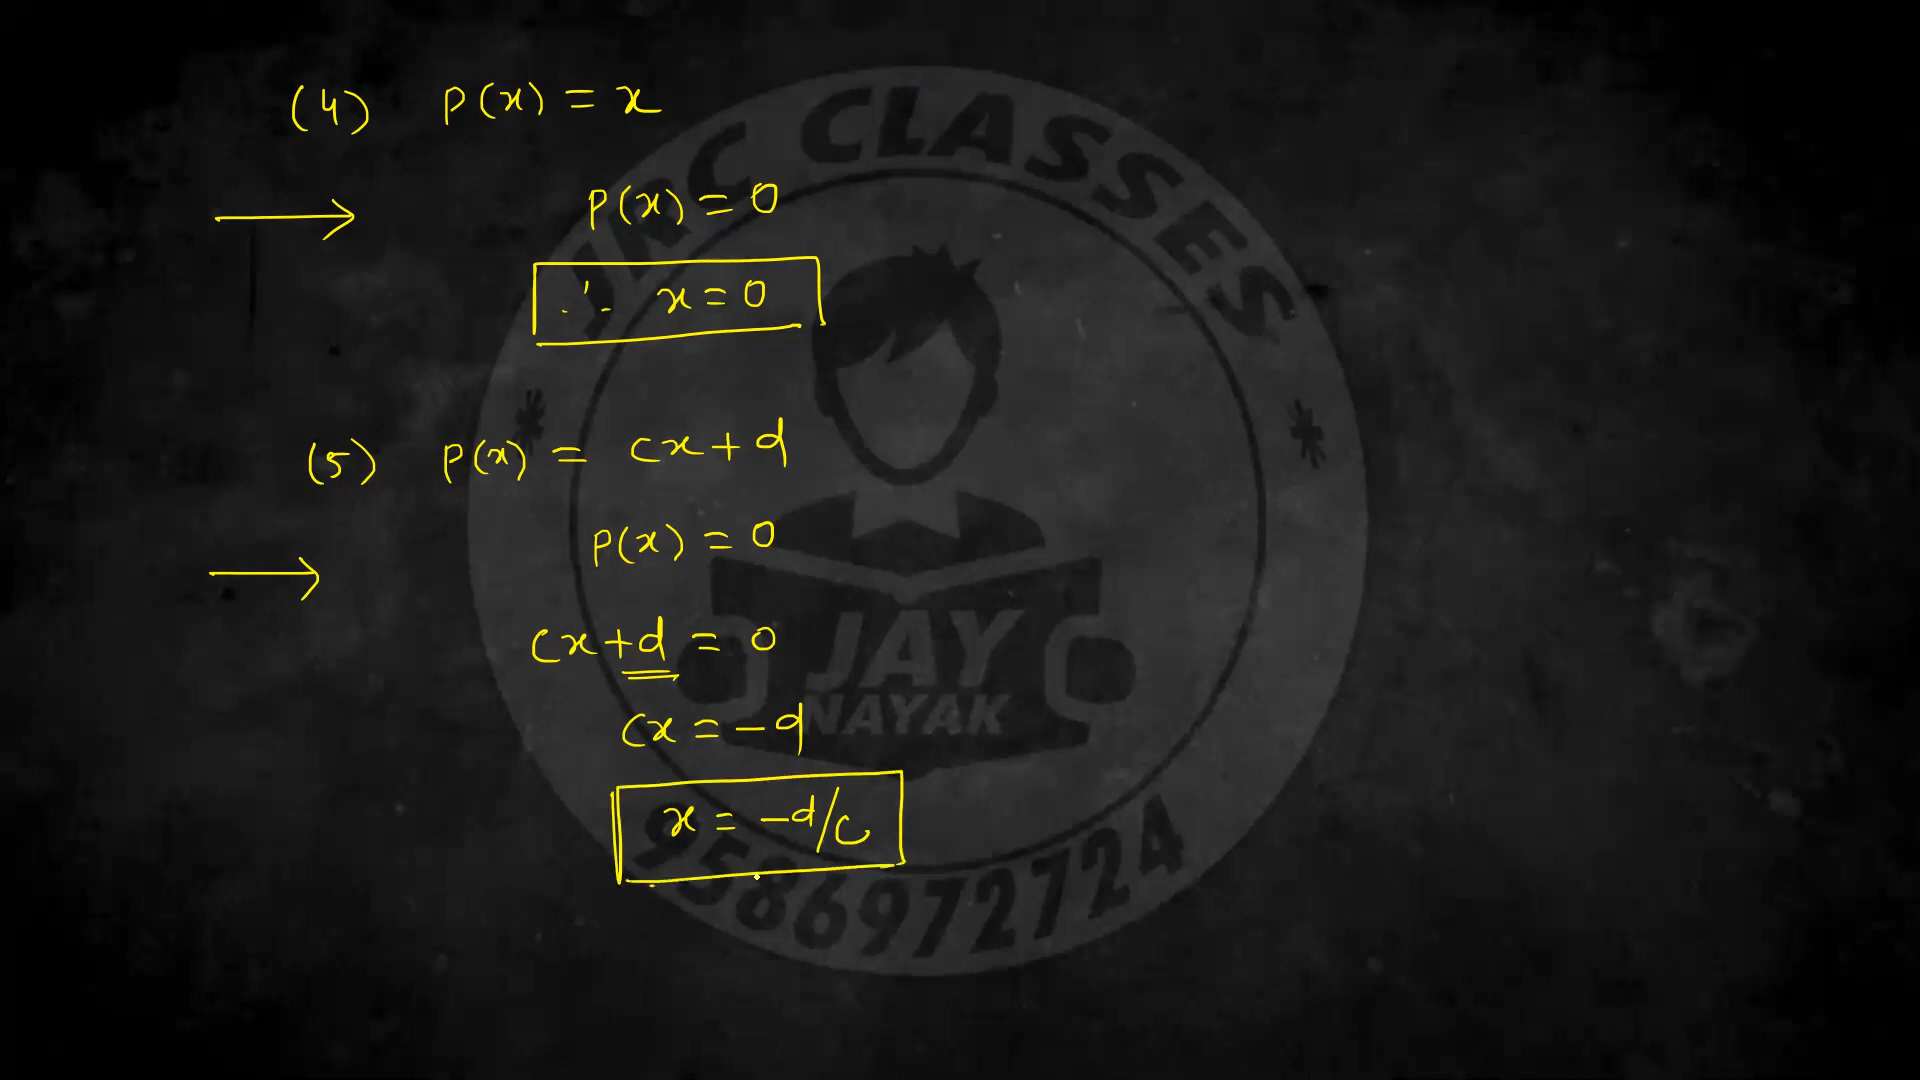 (4) P(x) = x
P(x) = 0
∴ x = 0
(5) P(x) = cx + d
P(x) = 0
cx + d = 0
cx = -d
x = -d/c
JRC CLASSES
JAY
NAYAK
9586972724